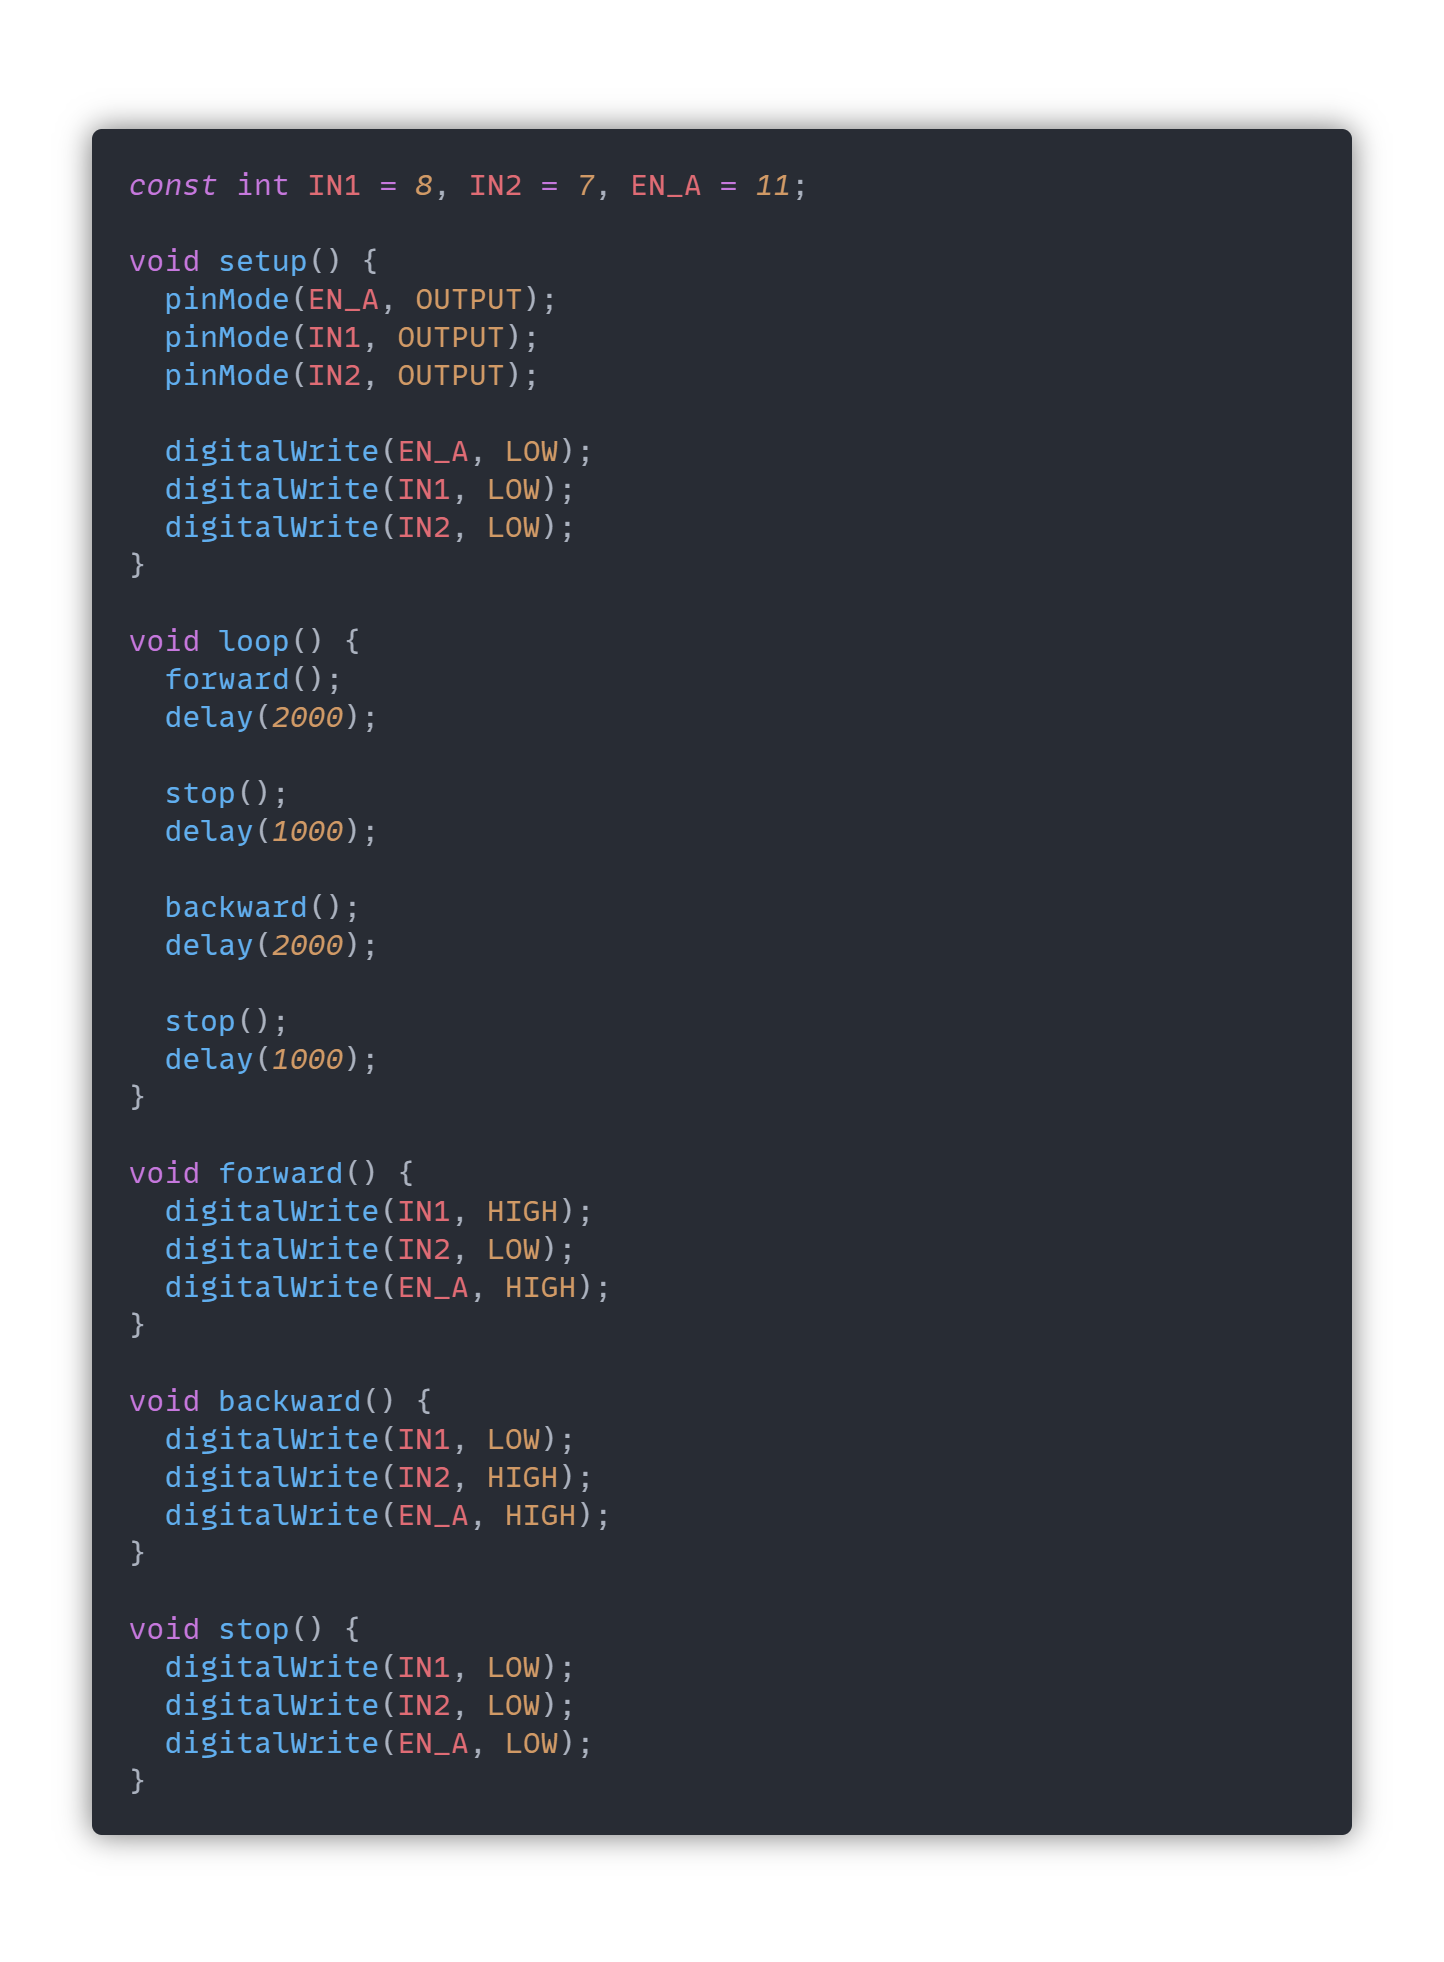 const int IN1 = 8, IN2 = 7, EN_A = 11;

void setup() {
  pinMode(EN_A, OUTPUT);
  pinMode(IN1, OUTPUT);
  pinMode(IN2, OUTPUT);

  digitalWrite(EN_A, LOW);
  digitalWrite(IN1, LOW);
  digitalWrite(IN2, LOW);
}

void loop() {
  forward();
  delay(2000);

  stop();
  delay(1000);

  backward();
  delay(2000);

  stop();
  delay(1000);
}

void forward() {
  digitalWrite(IN1, HIGH);
  digitalWrite(IN2, LOW);
  digitalWrite(EN_A, HIGH);
}

void backward() {
  digitalWrite(IN1, LOW);
  digitalWrite(IN2, HIGH);
  digitalWrite(EN_A, HIGH);
}

void stop() {
  digitalWrite(IN1, LOW);
  digitalWrite(IN2, LOW);
  digitalWrite(EN_A, LOW);
}